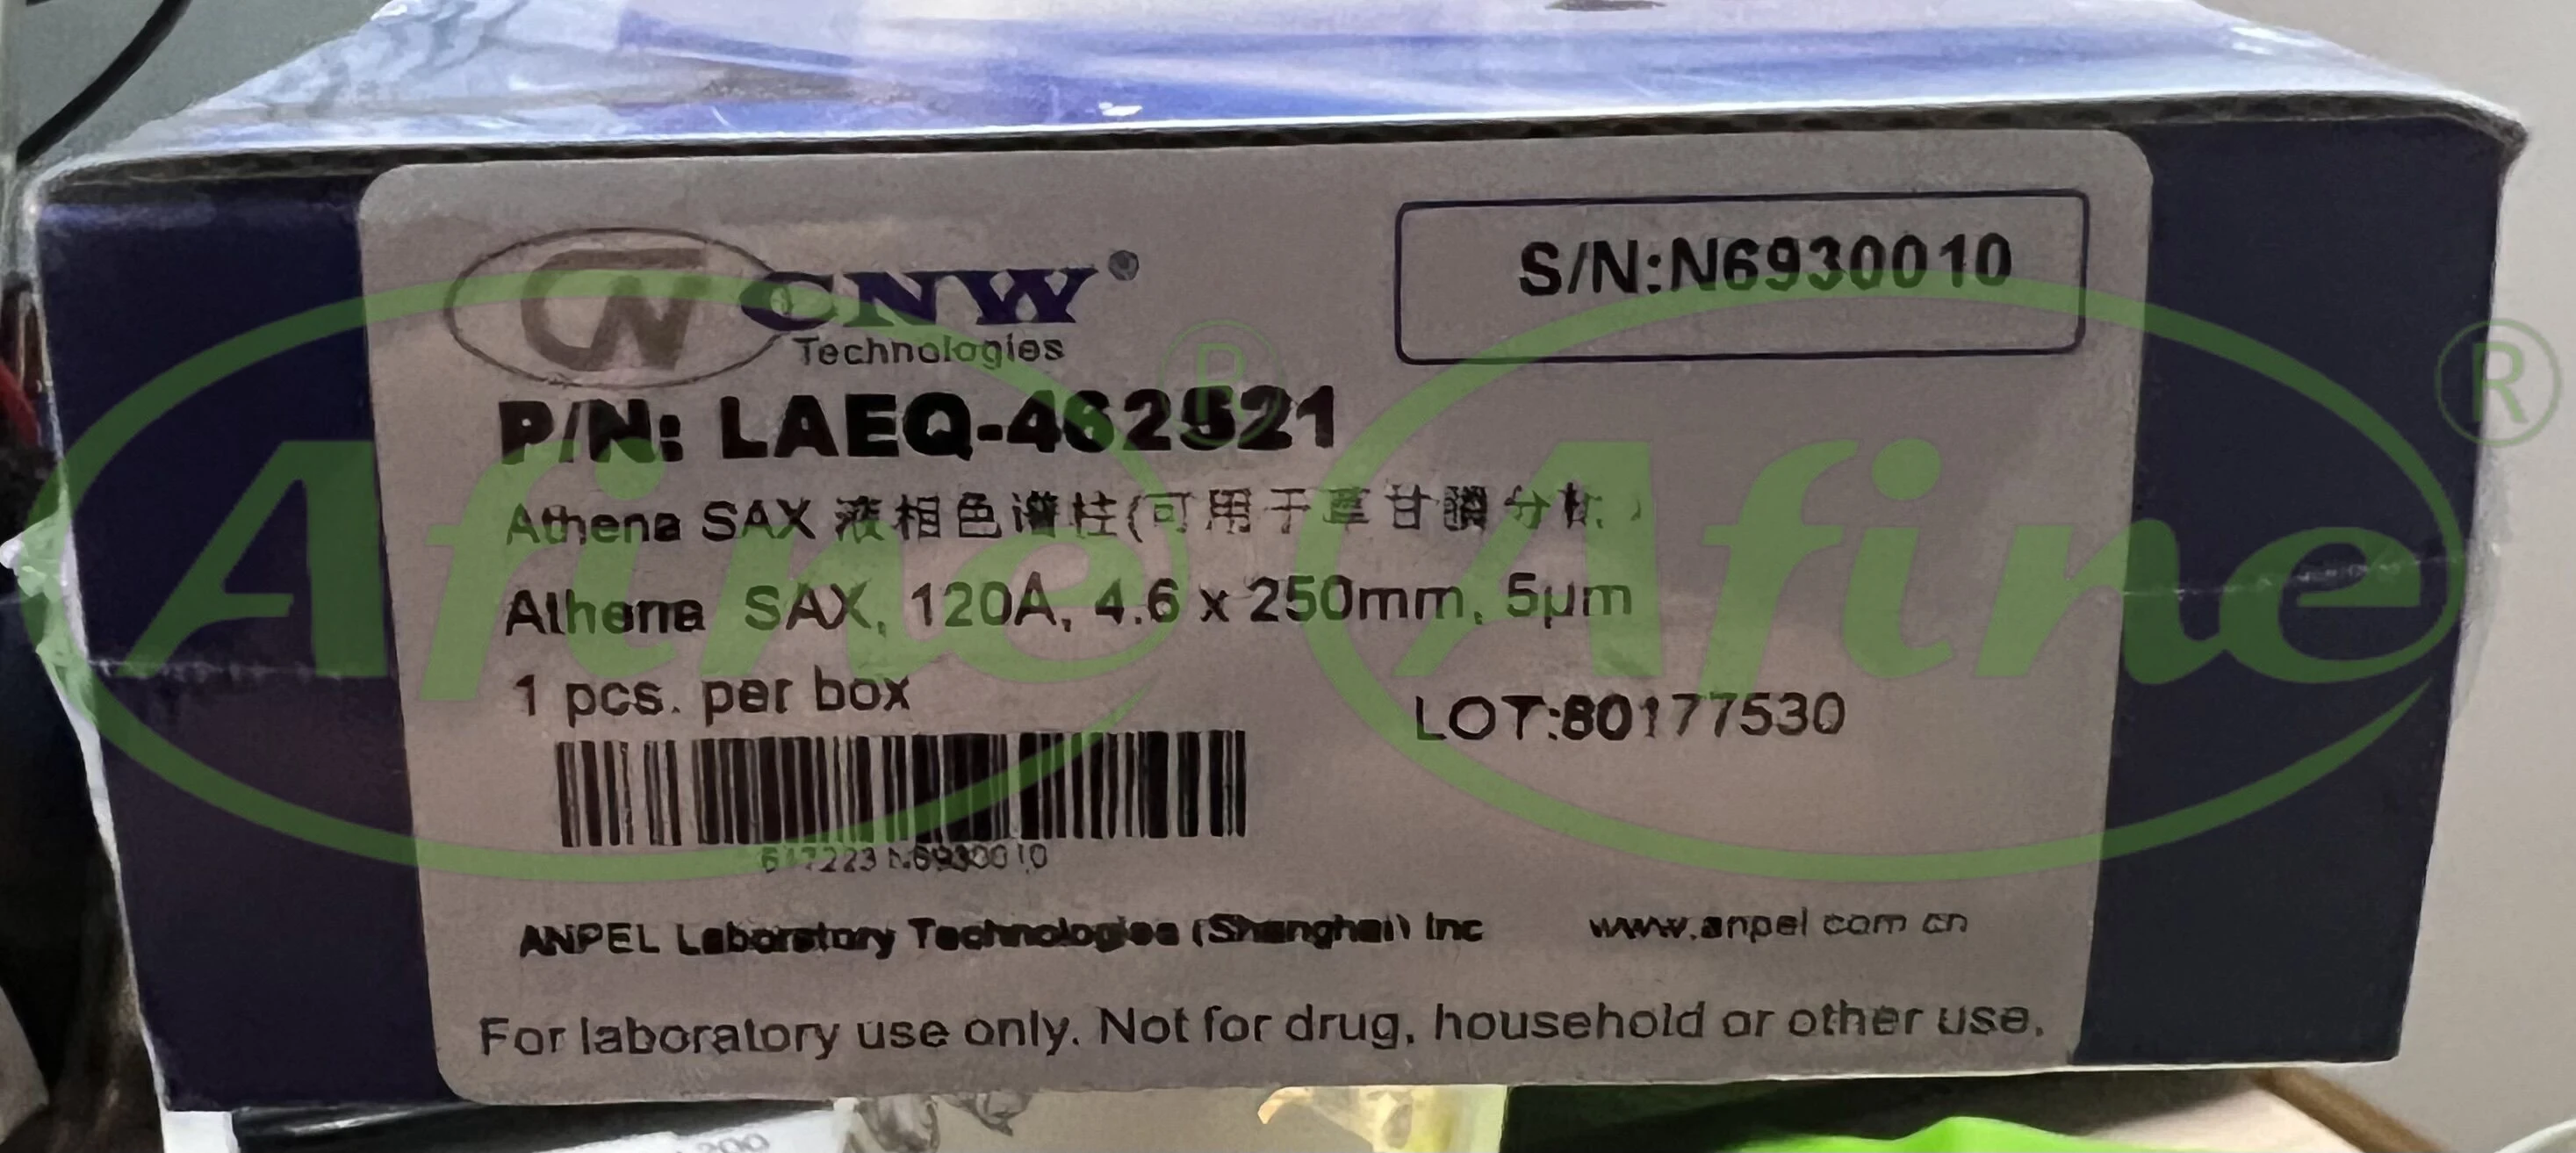 CNW®
Technologies
S/N:N6930010
P/N: LAEQ-462521
Athena SAX 液相色谱柱(可用于草甘膦分析)
Athena SAX, 120A, 4.6 x 250mm, 5µm
1 pcs. per box
LOT:80177530
N6930010
ANPEL Laboratory Technologies (Shanghai) Inc
www.anpel.com.cn
For laboratory use only. Not for drug, household or other use.
Afine®
Afine®